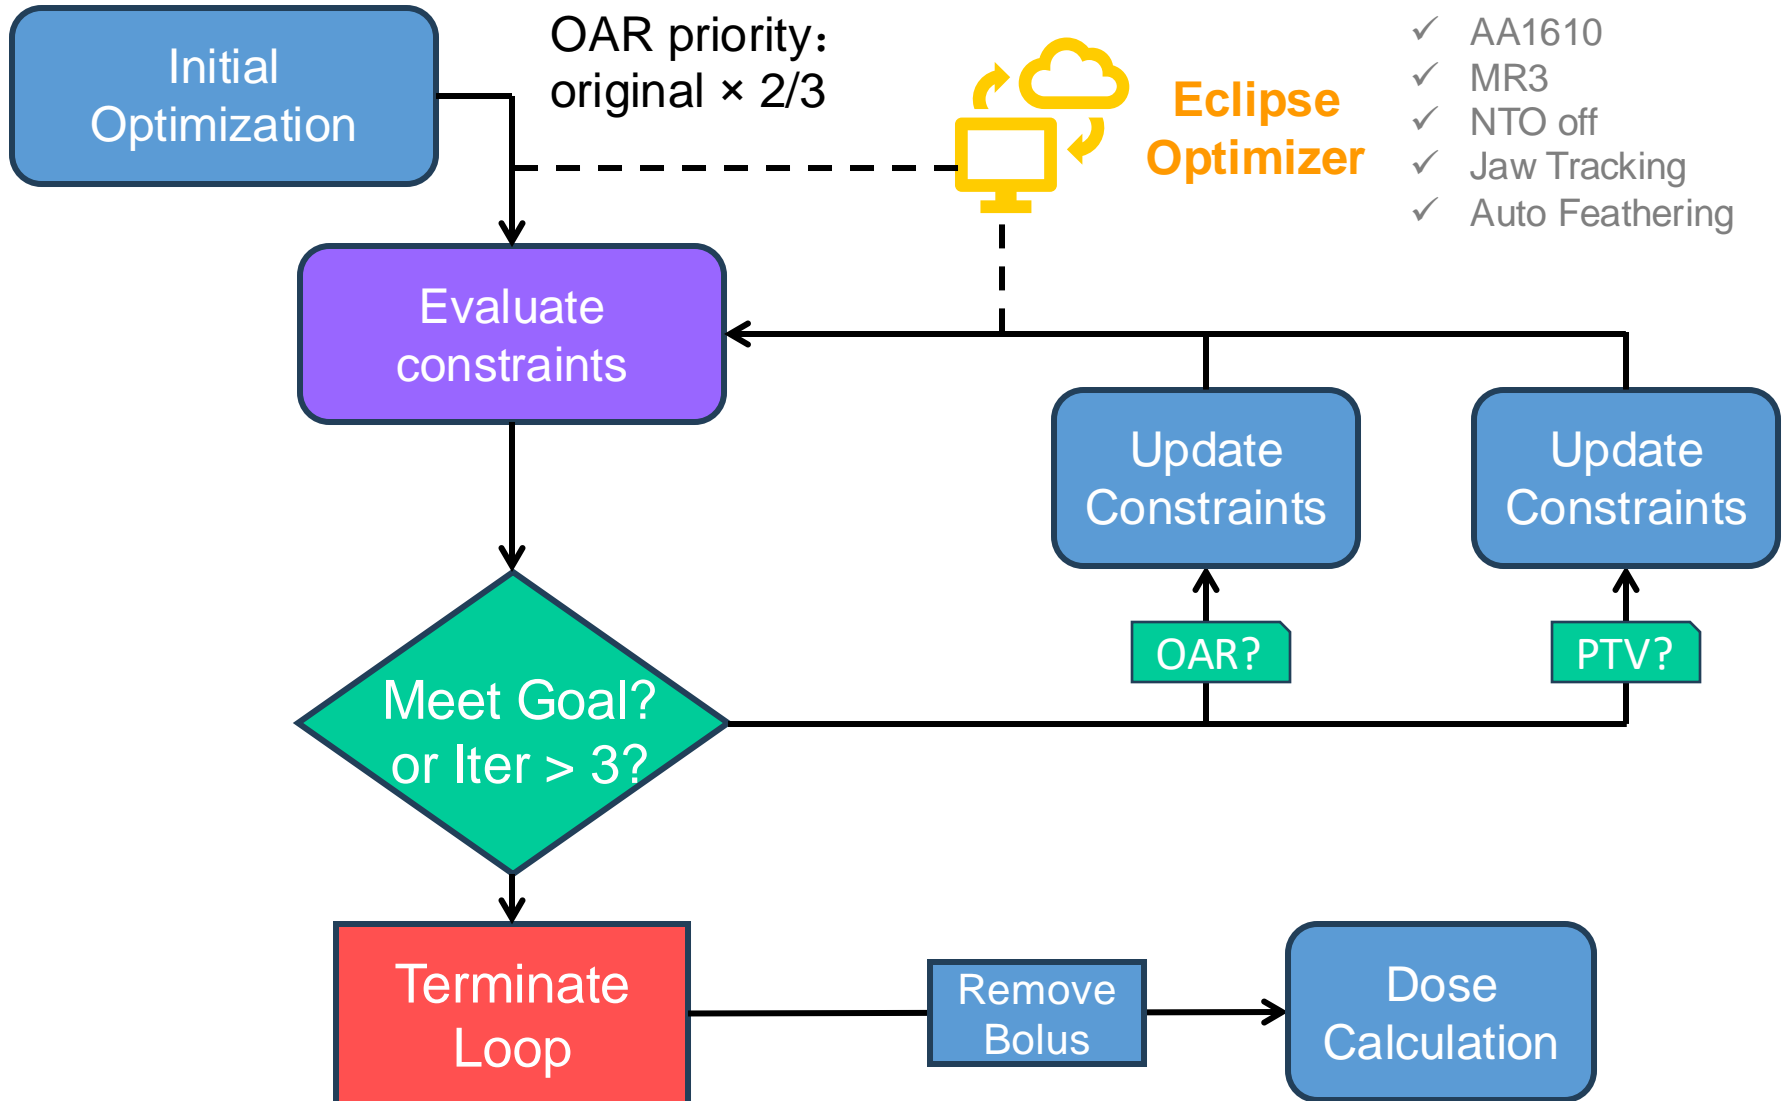 Initial
Optimization
OAR priority：
original × 2/3
Eclipse
Optimizer
✓ AA1610
✓ MR3
✓ NTO off
✓ Jaw Tracking
✓ Auto Feathering
Evaluate
constraints
Update
Constraints
Update
Constraints
OAR?
PTV?
Meet Goal?
or Iter > 3?
Terminate
Loop
Remove
Bolus
Dose
Calculation